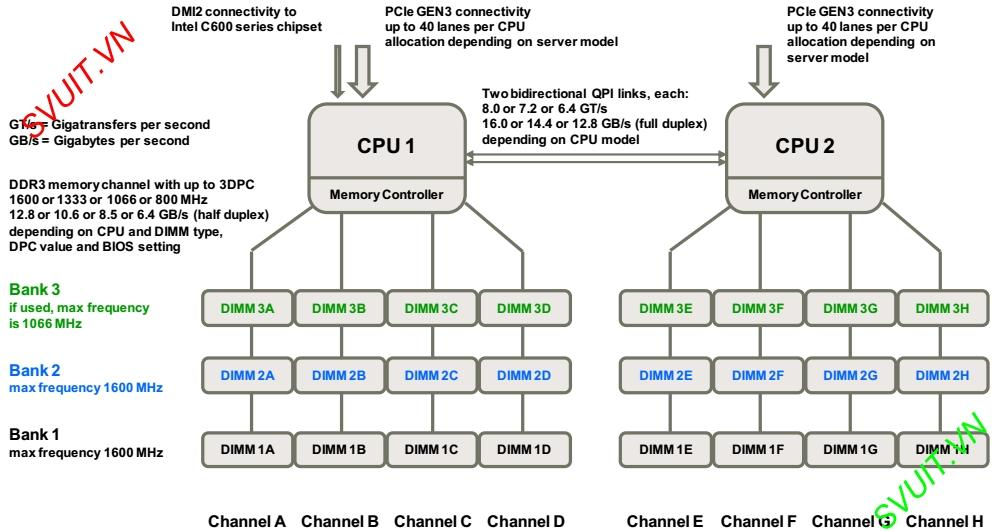 DMI2 connectivity to
Intel C600 series chipset
PCIe GEN3 connectivity
up to 40 lanes per CPU
allocation depending on server model
PCIe GEN3 connectivity
up to 40 lanes per CPU
allocation depending on
server model
SVUIT.VN
GT/s = Gigatransfers per second
GB/s = Gigabytes per second
Two bidirectional QPI links, each:
8.0 or 7.2 or 6.4 GT/s
16.0 or 14.4 or 12.8 GB/s (full duplex)
depending on CPU model
CPU 1
Memory Controller
CPU 2
Memory Controller
DDR3 memory channel with up to 3DPC
1600 or 1333 or 1066 or 800 MHz
12.8 or 10.6 or 8.5 or 6.4 GB/s (half duplex)
depending on CPU and DIMM type,
DPC value and BIOS setting
Bank 3
if used, max frequency
is 1066 MHz
DIMM 3A DIMM 3B DIMM 3C DIMM 3D DIMM 3E DIMM 3F DIMM 3G DIMM 3H
Bank 2
max frequency 1600 MHz
DIMM 2A DIMM 2B DIMM 2C DIMM 2D DIMM 2E DIMM 2F DIMM 2G DIMM 2H
Bank 1
max frequency 1600 MHz
DIMM 1A DIMM 1B DIMM 1C DIMM 1D DIMM 1E DIMM 1F DIMM 1G DIMM 1H
SVUIT.VN
Channel A Channel B Channel C Channel D Channel E Channel F Channel G Channel H